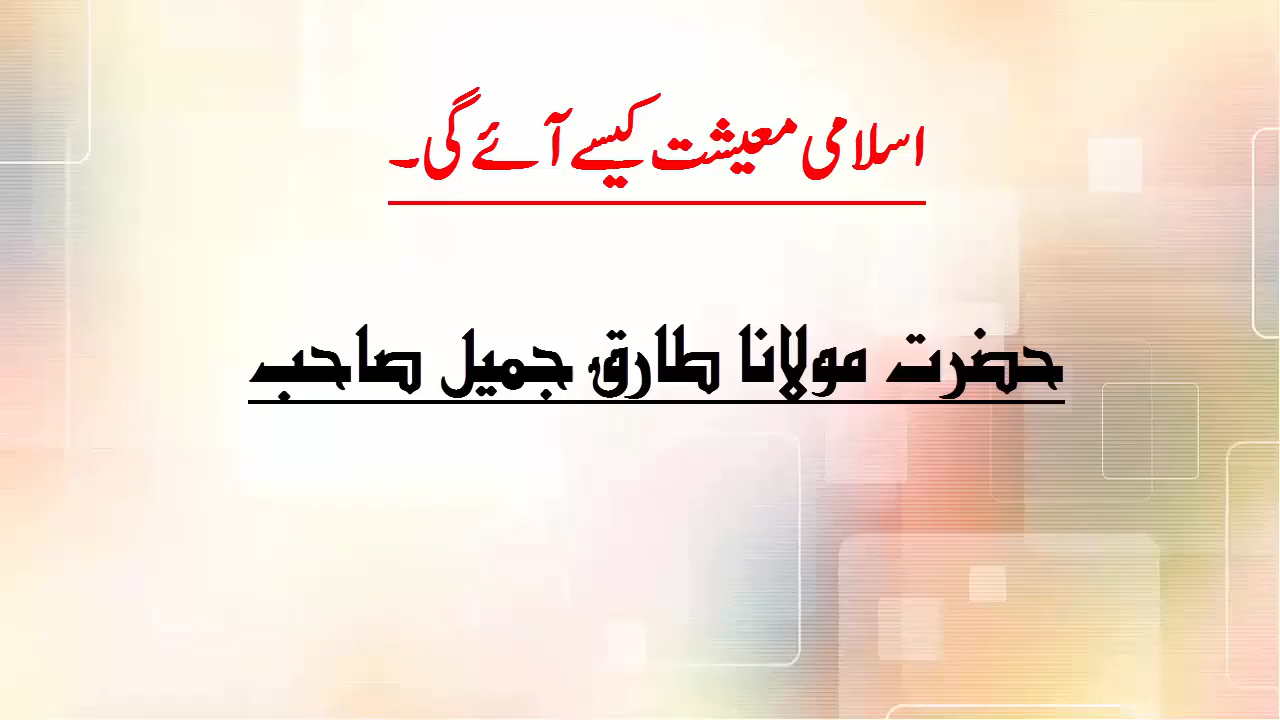 اسلامی معیشت کیسے آئے گی۔
حضرت مولانا طارق جمیل صاحب